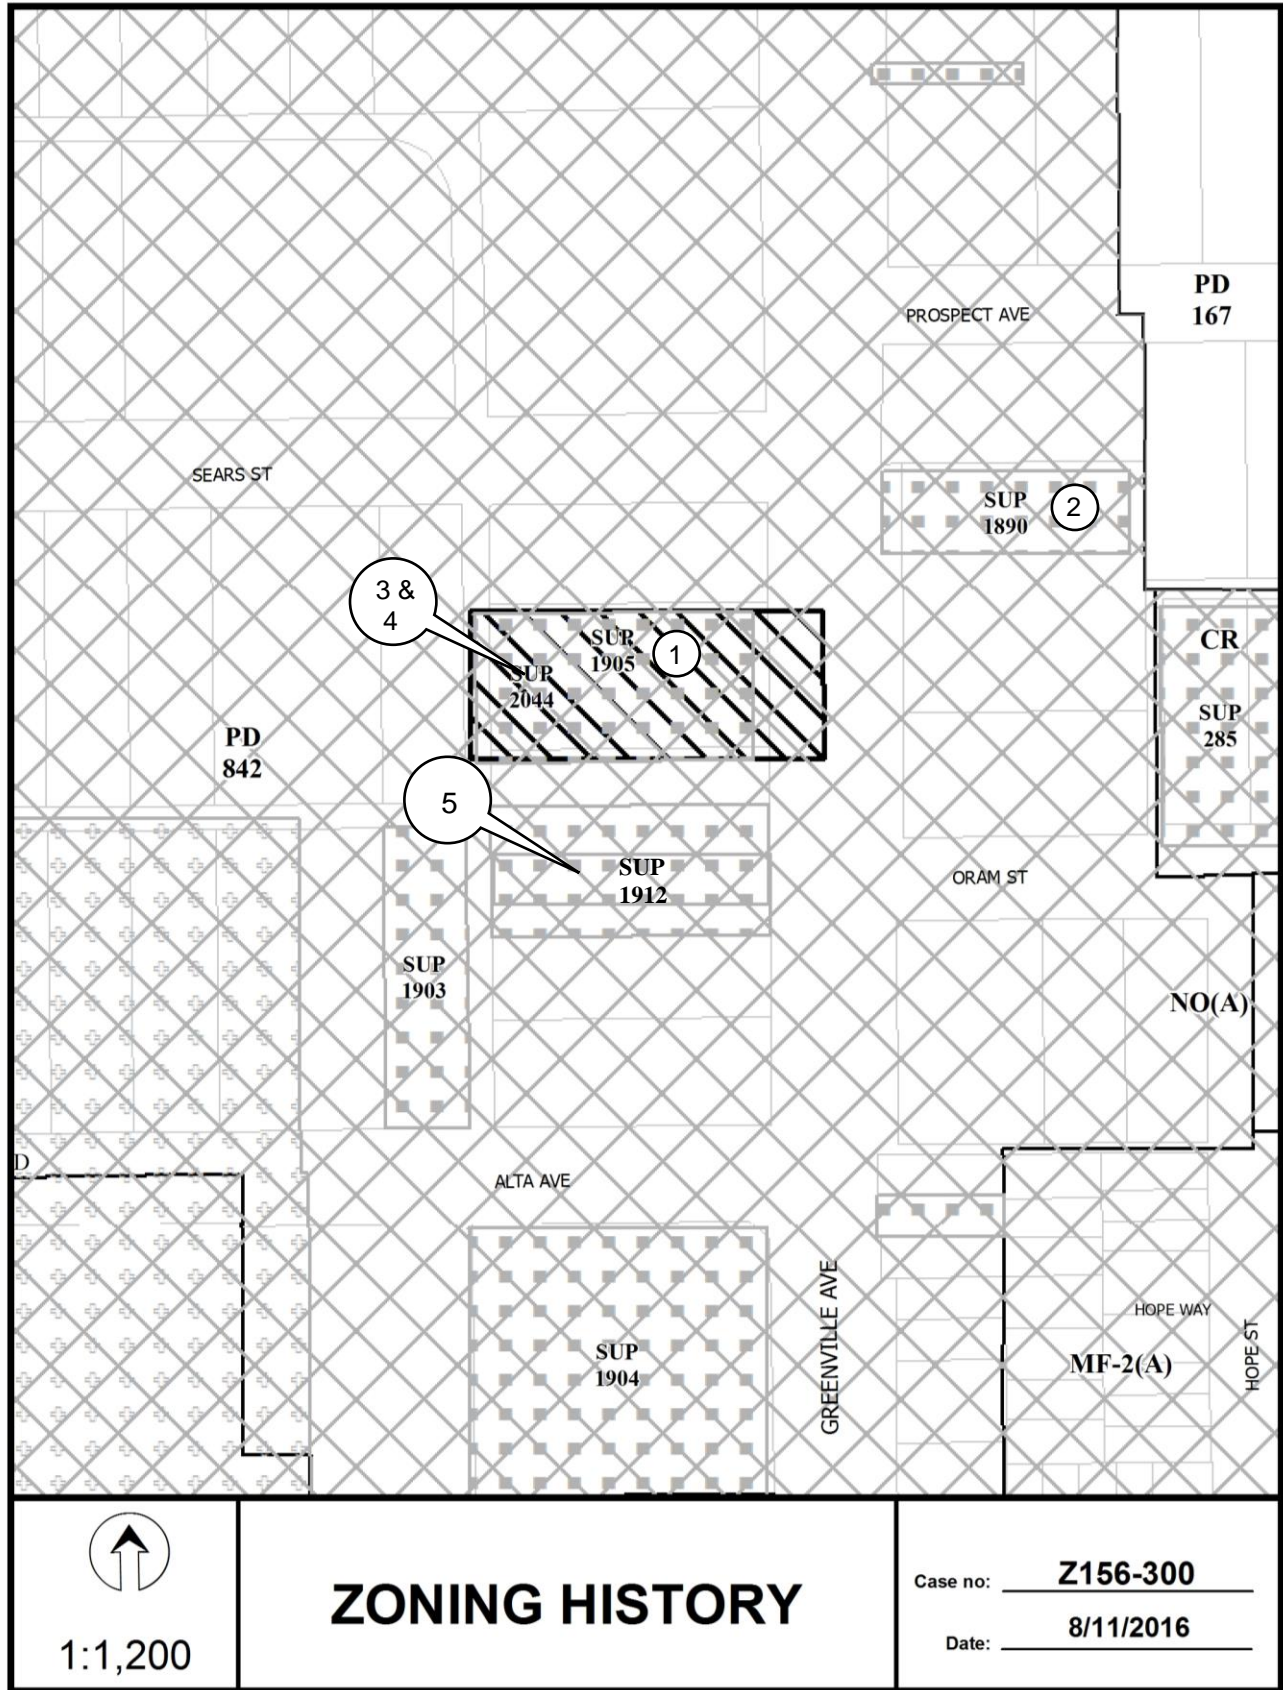 PD
167
PROSPECT AVE
SEARS ST
SUP
1890
2
3 &
4
SUP
1905
1
SUP
2044
CR
SUP
285
PD
842
5
SUP
1912
ORAM ST
SUP
1903
NO(A)
D
ALTA AVE
GREENVILLE AVE
HOPE WAY
HOPE ST
MF-2(A)
SUP
1904
1:1,200
ZONING HISTORY
Case no: Z156-300
Date: 8/11/2016